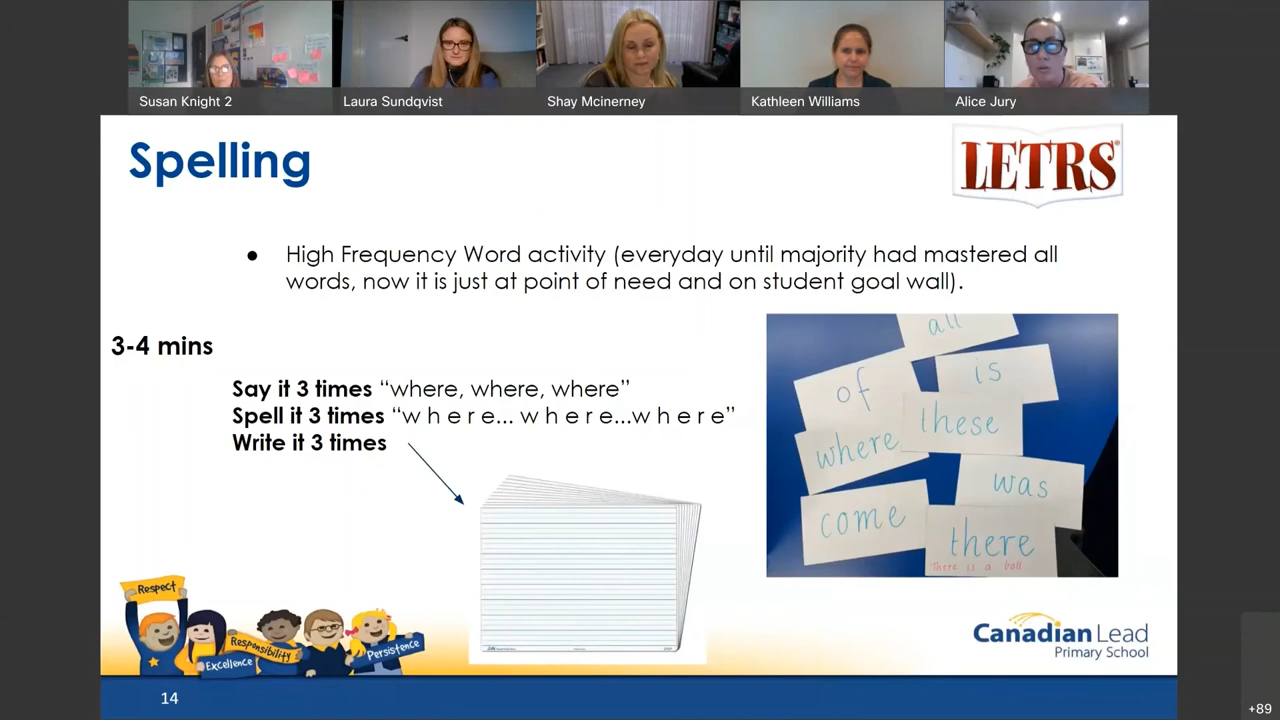 Susan Knight 2
Laura Sundqvist
Shay Mcinerney
Kathleen Williams
Alice Jury
Spelling
LETRS®
● High Frequency Word activity (everyday until majority had mastered all
words, now it is just at point of need and on student goal wall).
3-4 mins
Say it 3 times “where, where, where”
Spell it 3 times “w h e r e... w h e r e...w h e r e”
Write it 3 times
all
of
is
these
where
was
come
there
There is a ball
Respect
Responsibility
Excellence
Persistence
Canadian Lead
Primary School
14
+89